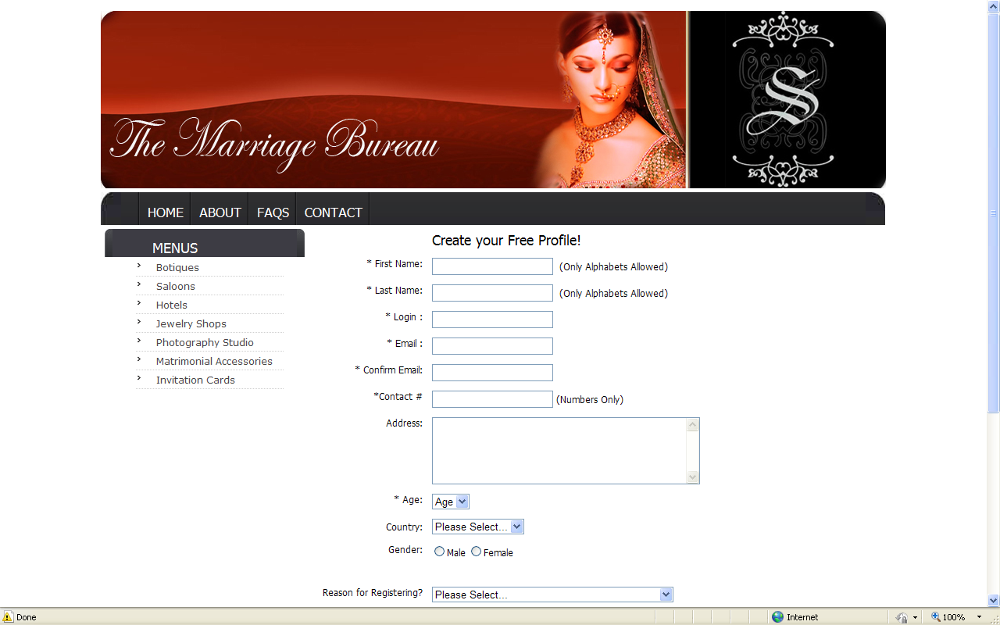 The Marriage Bureau
S
HOME ABOUT FAQS CONTACT
MENUS
Botiques
Saloons
Hotels
Jewelry Shops
Photography Studio
Matrimonial Accessories
Invitation Cards
Create your Free Profile!
* First Name: (Only Alphabets Allowed)
* Last Name: (Only Alphabets Allowed)
* Login :
* Email :
* Confirm Email:
*Contact # (Numbers Only)
Address:
* Age: Age
Country: Please Select...
Gender: Male Female
Reason for Registering? Please Select...
Done Internet 100%